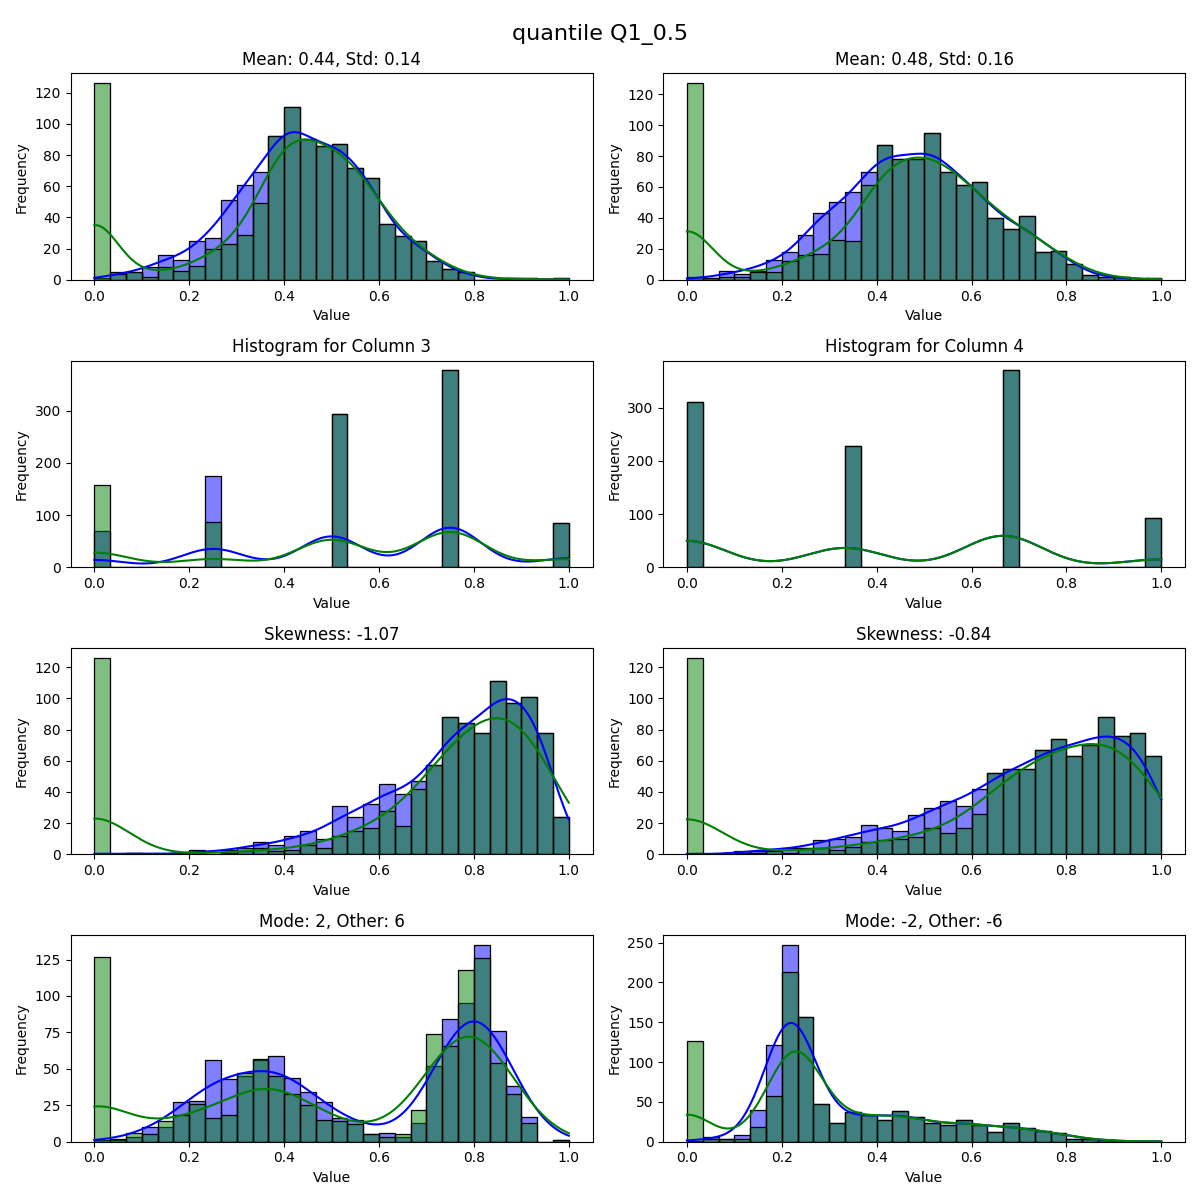 quantile Q1_0.5
Mean: 0.44, Std: 0.14
Frequency
120
100
80
60
40
20
0
0.0 0.2 0.4 0.6 0.8 1.0
Value
Mean: 0.48, Std: 0.16
Frequency
120
100
80
60
40
20
0
0.0 0.2 0.4 0.6 0.8 1.0
Value
Histogram for Column 3
Frequency
300
200
100
0
0.0 0.2 0.4 0.6 0.8 1.0
Value
Histogram for Column 4
Frequency
300
200
100
0
0.0 0.2 0.4 0.6 0.8 1.0
Value
Skewness: -1.07
Frequency
120
100
80
60
40
20
0
0.0 0.2 0.4 0.6 0.8 1.0
Value
Skewness: -0.84
Frequency
120
100
80
60
40
20
0
0.0 0.2 0.4 0.6 0.8 1.0
Value
Mode: 2, Other: 6
Frequency
125
100
75
50
25
0
0.0 0.2 0.4 0.6 0.8 1.0
Value
Mode: -2, Other: -6
Frequency
250
200
150
100
50
0
0.0 0.2 0.4 0.6 0.8 1.0
Value